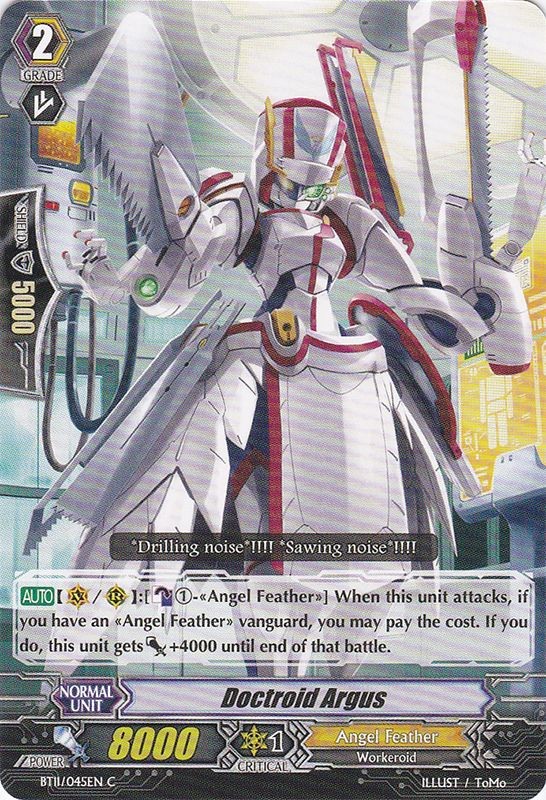 2
GRADE
SHIELD
5000
*Drilling noise*!!!! *Sawing noise*!!!!
AUTO【 V / R 】:[ ①-«Angel Feather»] When this unit attacks, if
you have an «Angel Feather» vanguard, you may pay the cost. If you
do, this unit gets +4000 until end of that battle.
NORMAL
UNIT
Doctroid Argus
POWER
8000
1
CRITICAL
Angel Feather
Workeroid
BT11/045EN C
ILLUST / ToMo